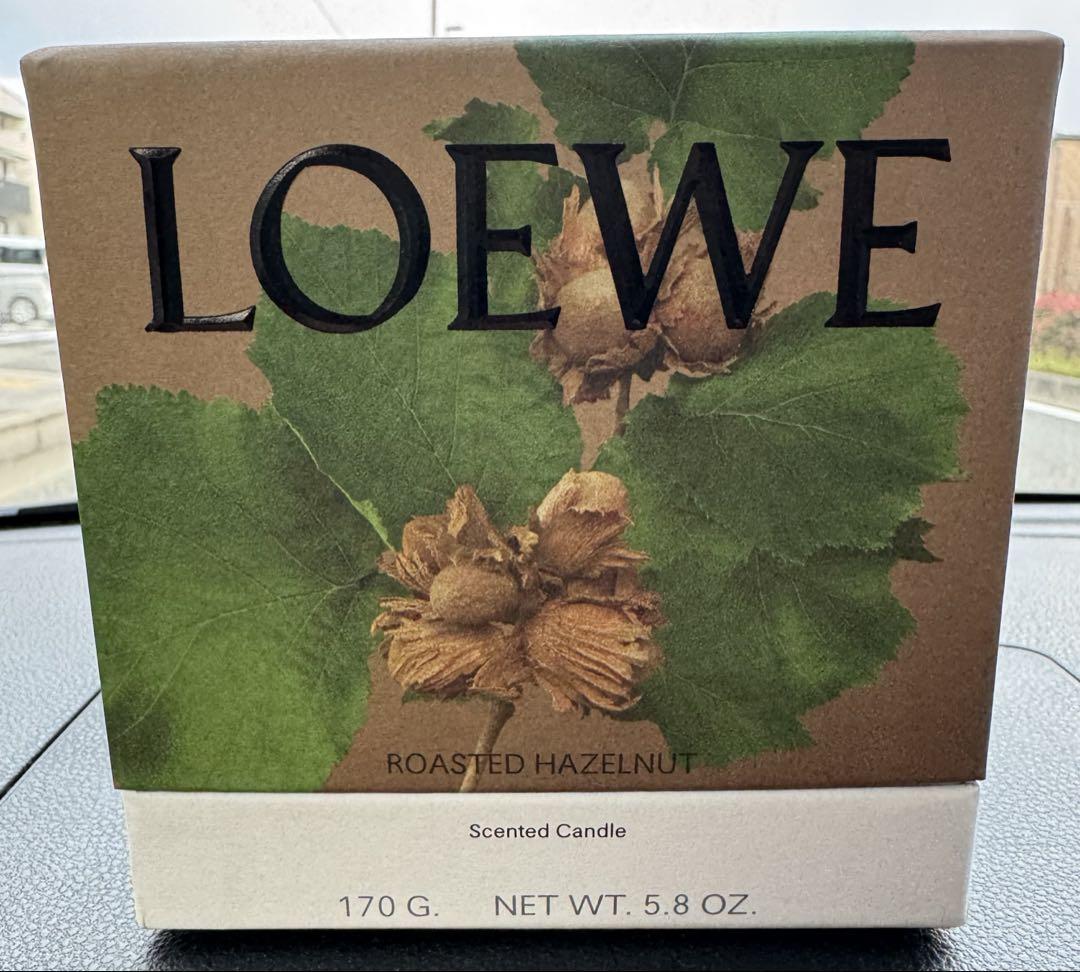 LOEWE
ROASTED HAZELNUT
Scented Candle
170 G. NET WT. 5.8 OZ.